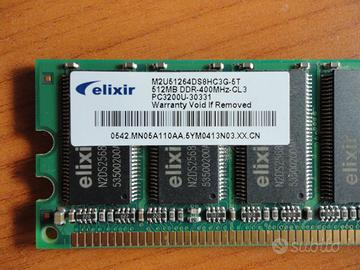 elixir
M2U51264DS8HC3G-5T
512MB DDR-400MHz-CL3
PC3200U-30331
Warranty Void If Removed
0542.MN05A110AA.5YM0413N03.XX.CN
elixir
elixir
elixir
subito